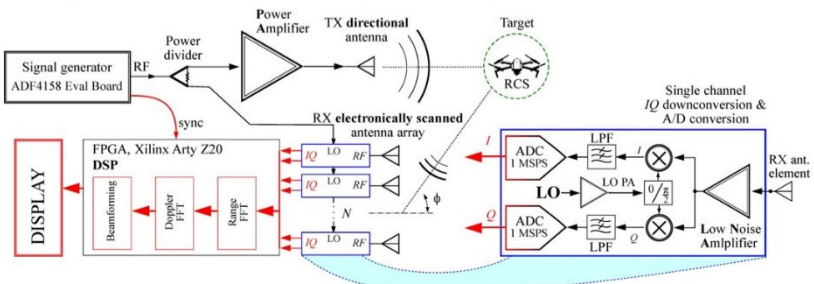 Signal generator
ADF4158 Eval Board
RF
Power
divider
Power
Amplifier
TX directional
antenna
Target
RCS
sync
RX electronically scanned
antenna array
FPGA, Xilinx Arty Z20
DSP
DISPLAY
Beamforming
Doppler
FFT
Range
FFT
IQ LO RF
IQ LO RF
N
ϕ
IQ LO RF
Single channel
IQ downconversion &
A/D conversion
I
ADC
1 MSPS
LPF
I
RX ant.
element
LO
LO PA
0/π/2
Q
ADC
1 MSPS
LPF
Q
Low Noise
Amlplifier